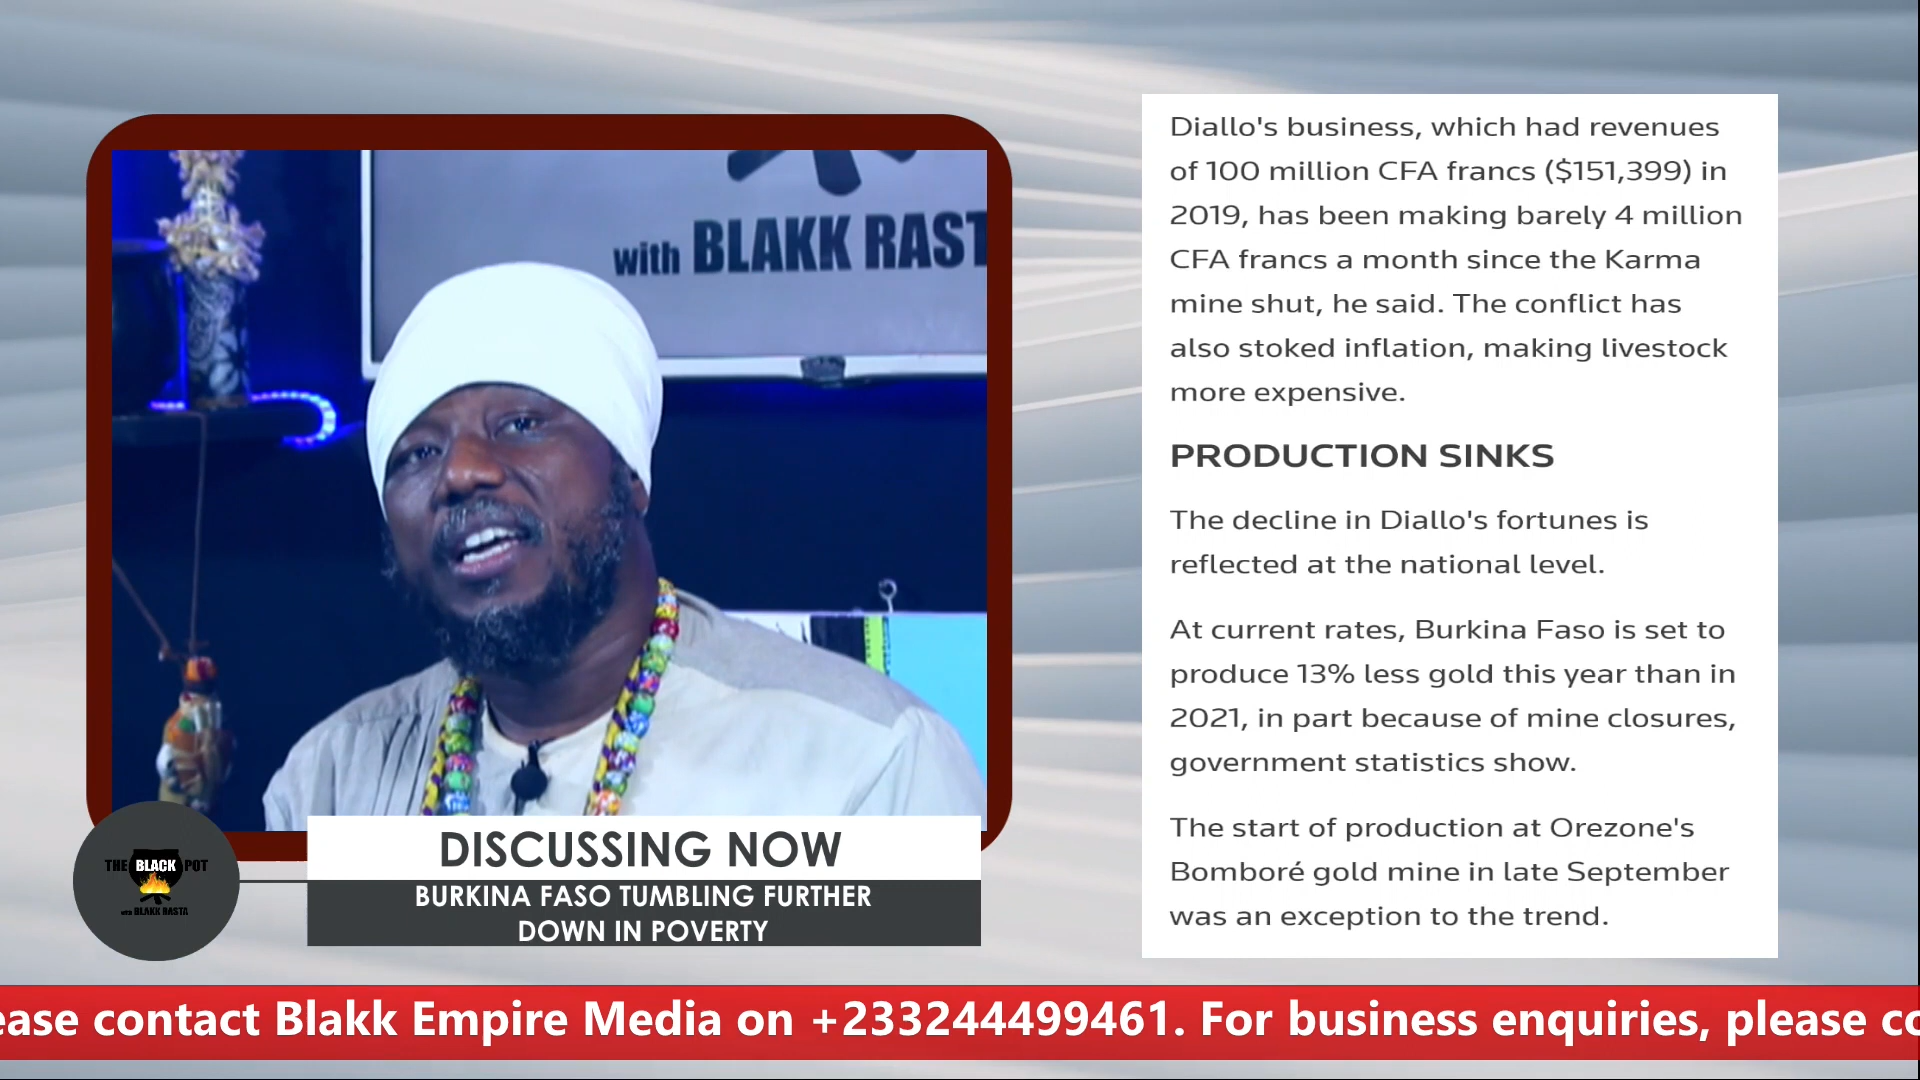 with BLAKK RAST
Diallo's business, which had revenues
of 100 million CFA francs ($151,399) in
2019, has been making barely 4 million
CFA francs a month since the Karma
mine shut, he said. The conflict has
also stoked inflation, making livestock
more expensive.
PRODUCTION SINKS
The decline in Diallo's fortunes is
reflected at the national level.
At current rates, Burkina Faso is set to
produce 13% less gold this year than in
2021, in part because of mine closures,
government statistics show.
The start of production at Orezone's
Bomboré gold mine in late September
was an exception to the trend.
THE BLACK POT
with BLAKK RASTA
DISCUSSING NOW
BURKINA FASO TUMBLING FURTHER
DOWN IN POVERTY
ease contact Blakk Empire Media on +233244499461. For business enquiries, please co